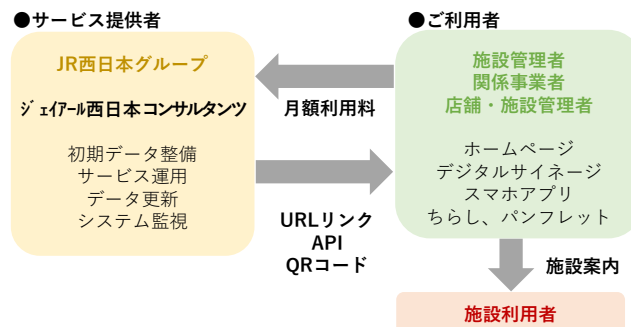 ●サービス提供者
JR西日本グループ
ｼﾞｪｲｱｰﾙ西日本コンサルタンツ
初期データ整備
サービス運用
データ更新
システム監視
月額利用料
URLリンク
API
QRコード
●ご利用者
施設管理者
関係事業者
店舗・施設管理者
ホームページ
デジタルサイネージ
スマホアプリ
ちらし、パンフレット
施設案内
施設利用者